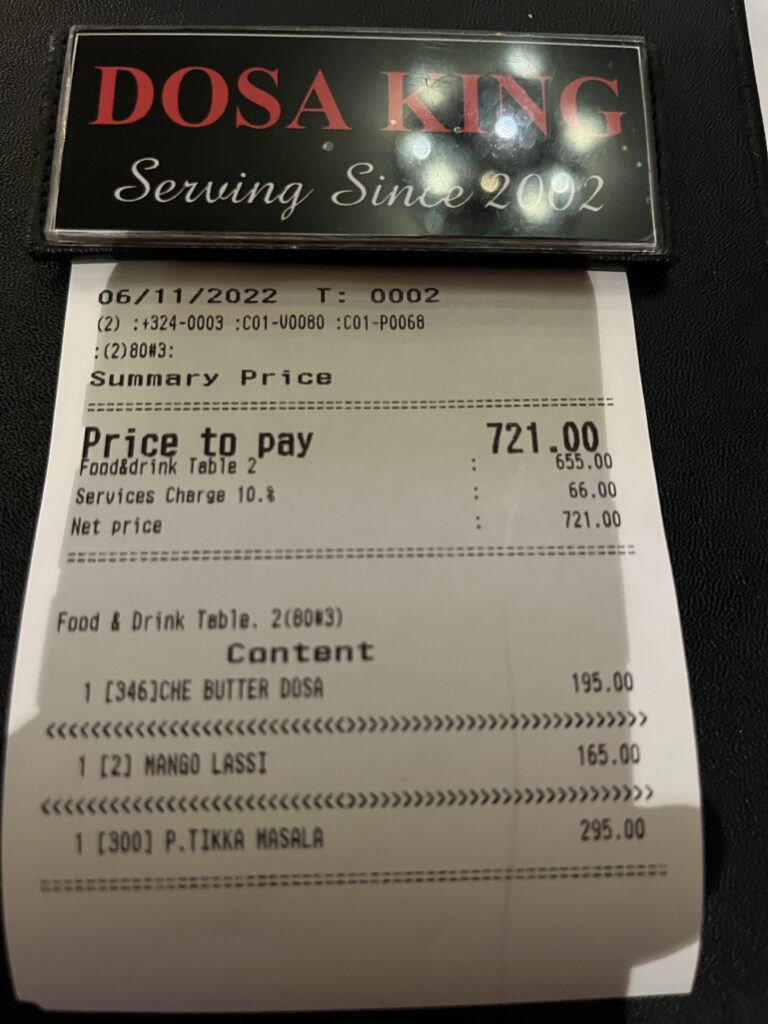 DOSA KING
Serving Since 2002
06/11/2022 T: 0002
(2) :+324-0003 :C01-V0080 :C01-P0068
:(2)80#3:
Summary Price
Price to pay 721.00
Food&drink Table 2 : 655.00
Services Charge 10.% : 66.00
Net price : 721.00
Food & Drink Table. 2(80#3)
Content
1 [346]CHE BUTTER DOSA 195.00
1 [2] MANGO LASSI 165.00
1 [300] P.TIKKA MASALA 295.00